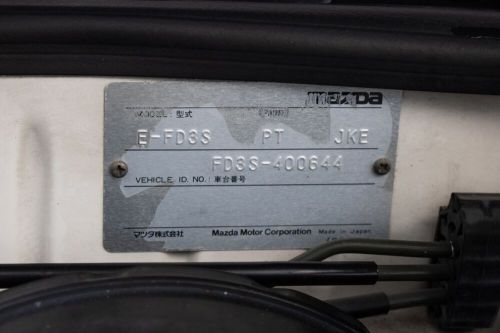 mazda
MODEL: 型式
E-FD3S PT JKE
FD3S-400644
VEHICLE ID. NO.: 車台番号
マツダ株式会社 Mazda Motor Corporation Made in Japan